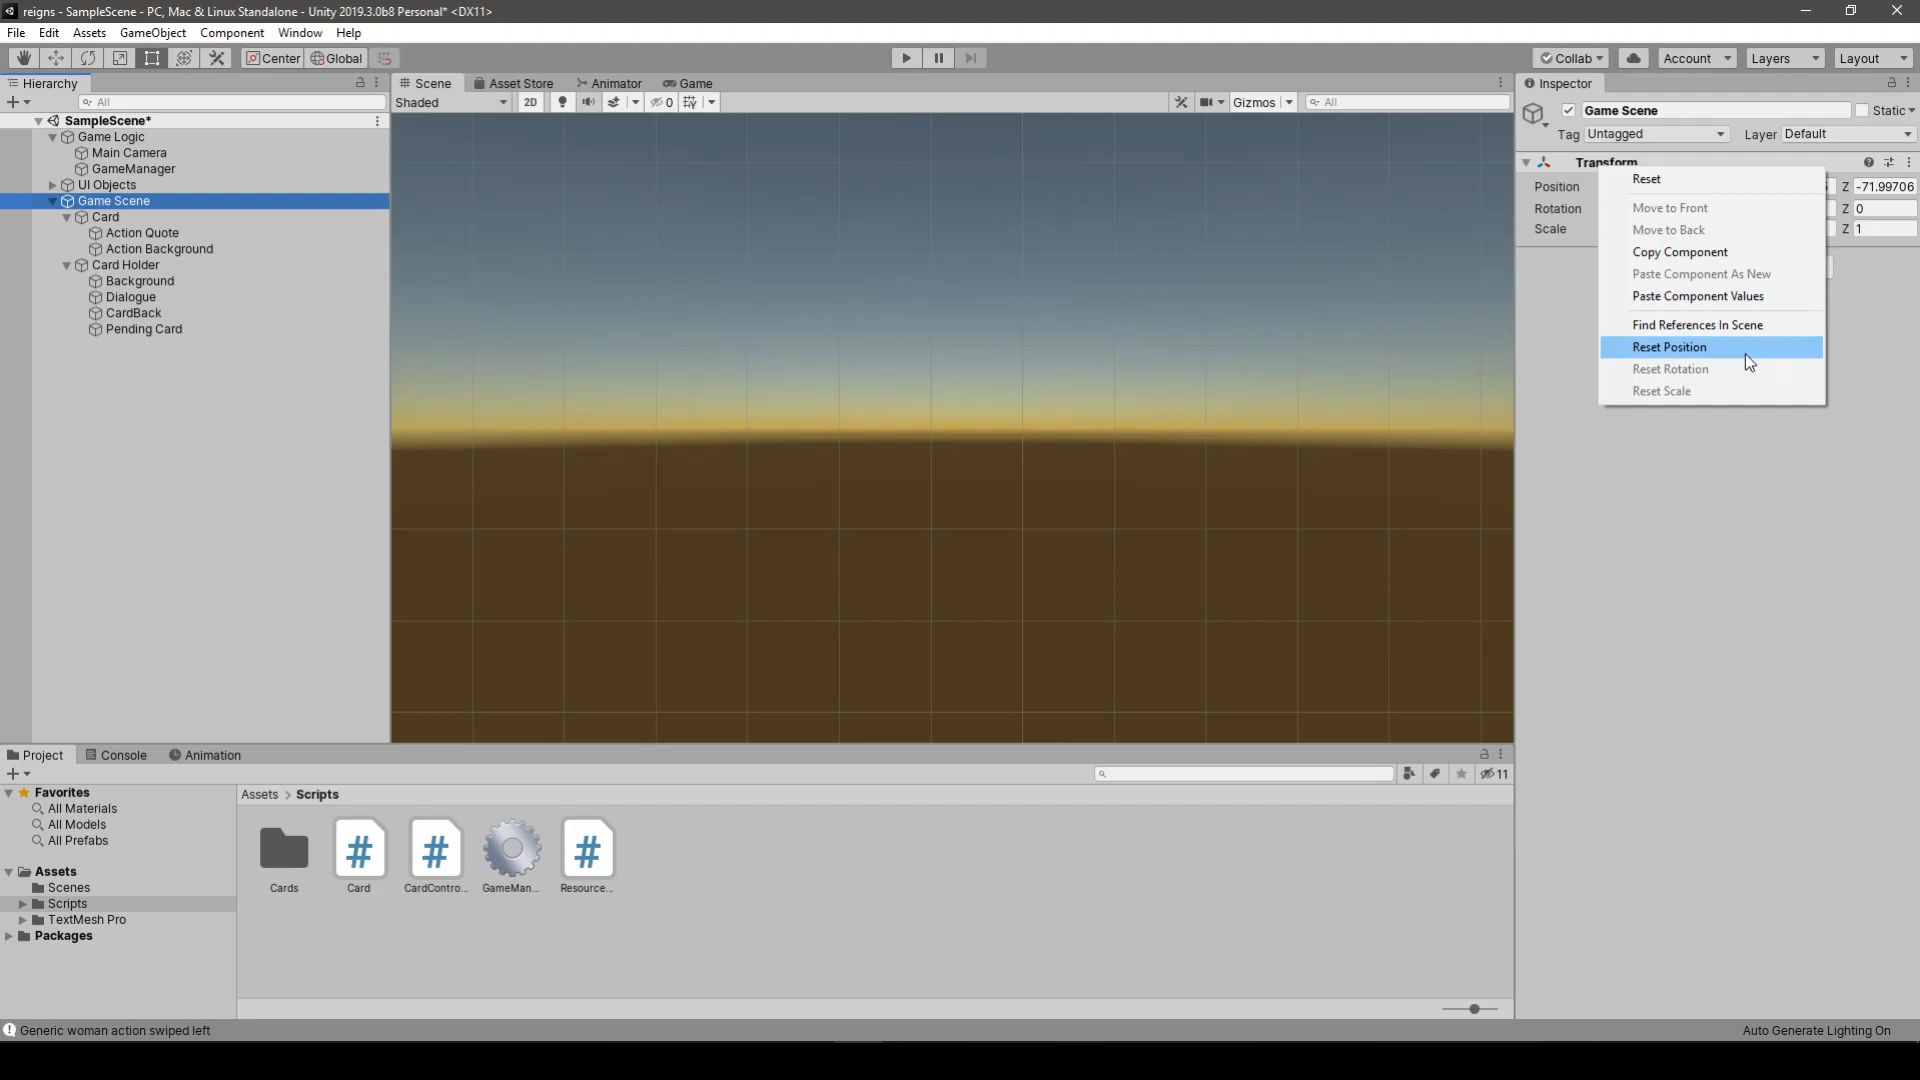 reigns - SampleScene - PC, Mac & Linux Standalone - Unity 2019.3.0b8 Personal* <DX11>
File Edit Assets GameObject Component Window Help
Center Global Collab Account Layers Layout
Hierarchy Scene Asset Store Animator Game Inspector
All Shaded 2D 0 Gizmos All
Game Scene Static
Tag Untagged Layer Default
SampleScene*
Game Logic
Main Camera
GameManager
UI Objects
Game Scene
Card
Action Quote
Action Background
Card Holder
Background
Dialogue
CardBack
Pending Card
Transform
Position Z -71.99706
Rotation Z 0
Scale Z 1
Reset
Move to Front
Move to Back
Copy Component
Paste Component As New
Paste Component Values
Find References In Scene
Reset Position
Reset Rotation
Reset Scale
Project Console Animation
11
Favorites
All Materials
All Models
All Prefabs
Assets
Scenes
Scripts
TextMesh Pro
Packages
Assets > Scripts
# # #
Cards Card CardContro... GameMan... Resource...
Generic woman action swiped left
Auto Generate Lighting On